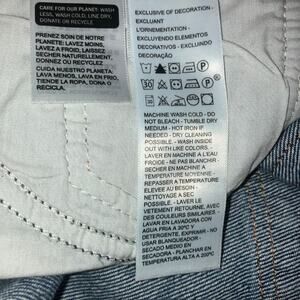 CARE FOR OUR PLANET: WASH
LESS, WASH COLD, LINE DRY,
DONATE OR RECYCLE
PRENEZ SOIN DE NOTRE
PLANETE: LAVEZ MOINS,
LAVEZ A FROID, LAISSEZ
SECHER NATURELLEMENT,
DONNEZ OU RECYCLEZ
CUIDA NUESTRO PLANETA:
LAVA MENOS, LAVA EN FRIO,
TIENDE LA ROPA, DONA O
RECICLA.
EXCLUSIVE OF DECORATION -
EXCLUANT
L'ORNEMENTATION -
EXCLUYENDO ELEMENTOS
DECORATIVOS - EXCLUIDO
DECORAÇÃO
30
MACHINE WASH COLD - DO
NOT BLEACH - TUMBLE DRY
MEDIUM - HOT IRON IF
NEEDED - DRY CLEANING
POSSIBLE. - WASH INSIDE
OUT WITH LIKE COLORS. -
LAVER EN MACHINE A L'EAU
FROIDE - NE PAS BLANCHIR -
SECHER EN MACHINE A
TEMPERATURE MOYENNE -
REPASSER A TEMPERATURE
ELEVEE AU BESOIN -
NETTOYAGE A SEC
POSSIBLE. - LAVER LE
VETEMENT RETOURNE, AVEC
DES COULEURS SIMILAIRES. -
LAVAR EN LAVADORA CON
AGUA FRIA A 30ºC Y
DETERGENTE SUAVE - NO
USAR BLANQUEADOR -
SECADO MEDIO EN
SECADORA - PLANCHAR EN
TEMPERATURA ALTA A 200ºC